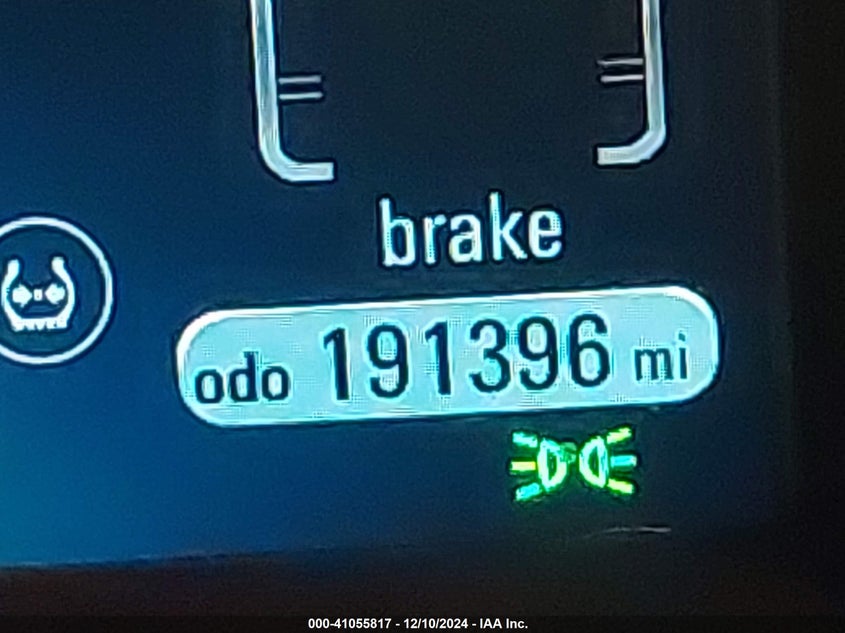 brake
odo 191396 mi
000-41055817 - 12/10/2024 - IAA Inc.